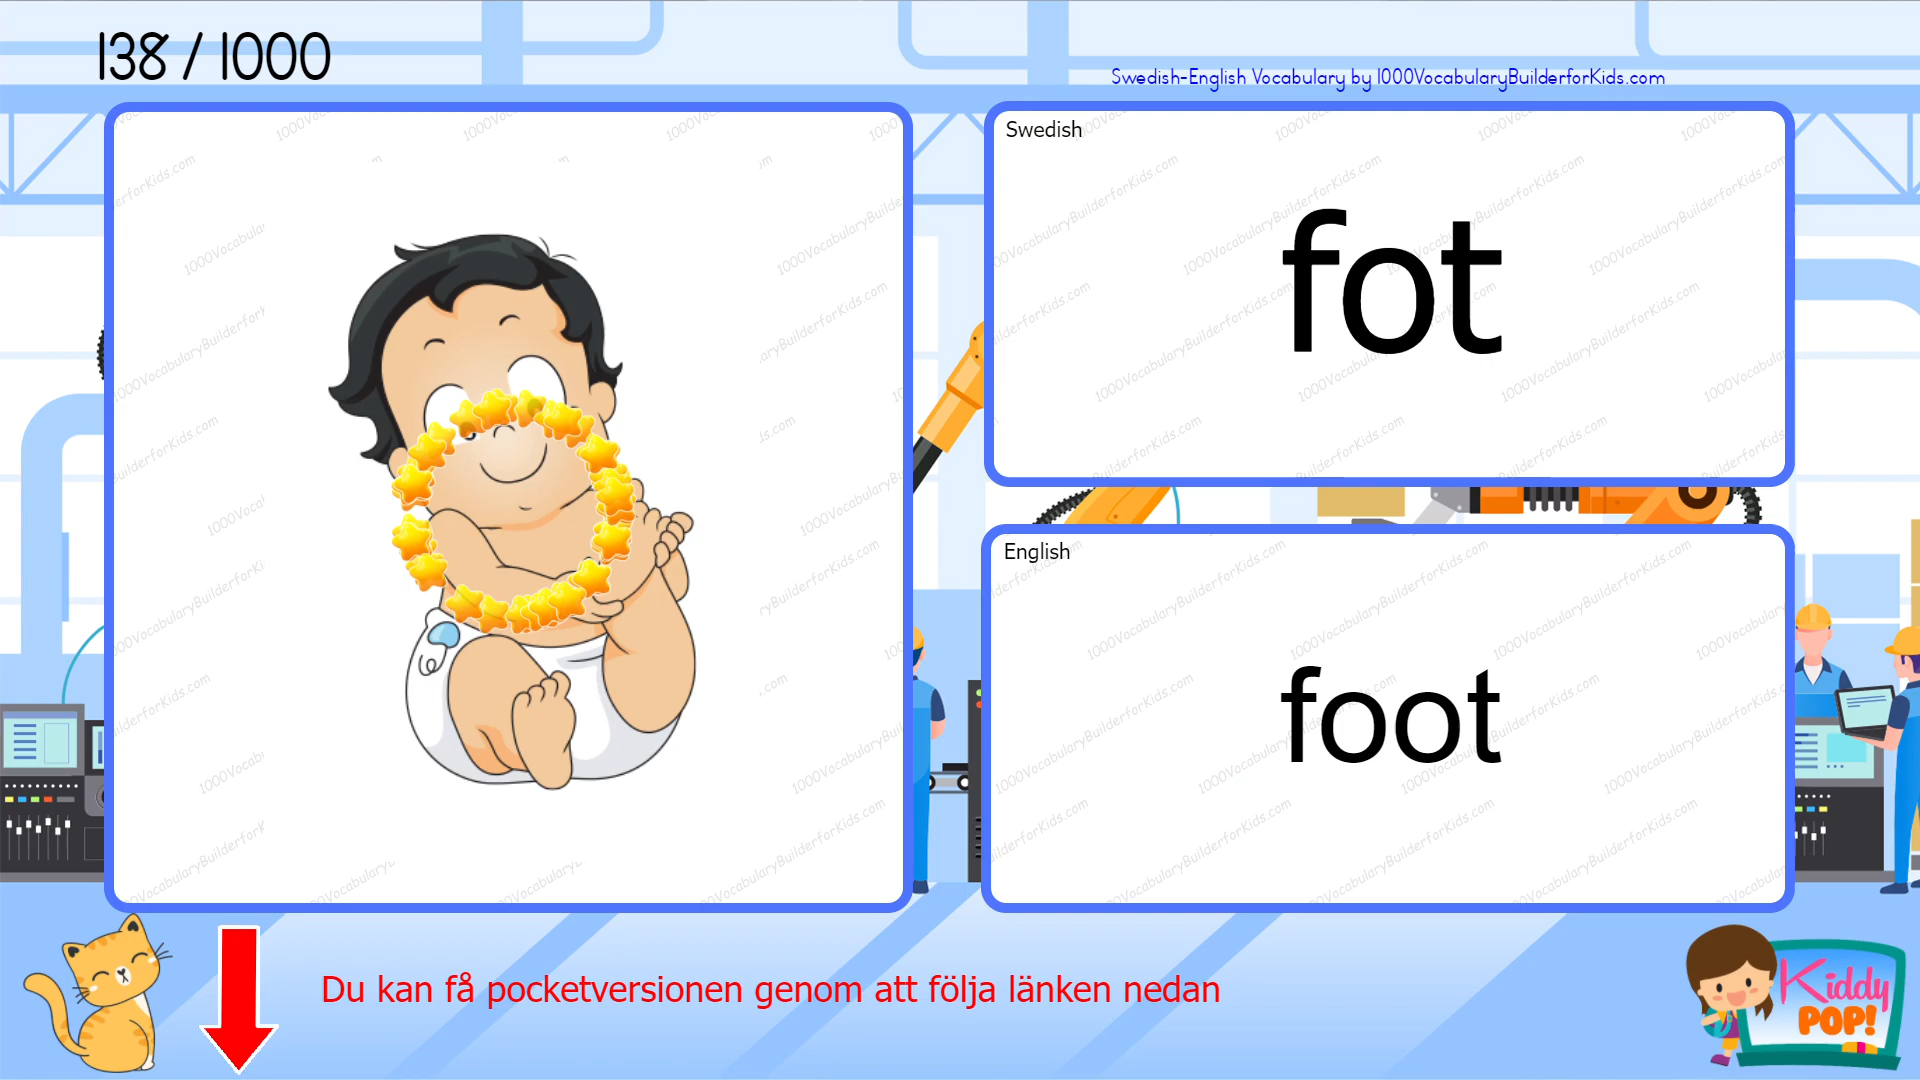 138 / 1000
Swedish-English Vocabulary by 1000VocabularyBuilderforKids.com
Swedish
fot
English
foot
Du kan få pocketversionen genom att följa länken nedan
Kiddy
POP!